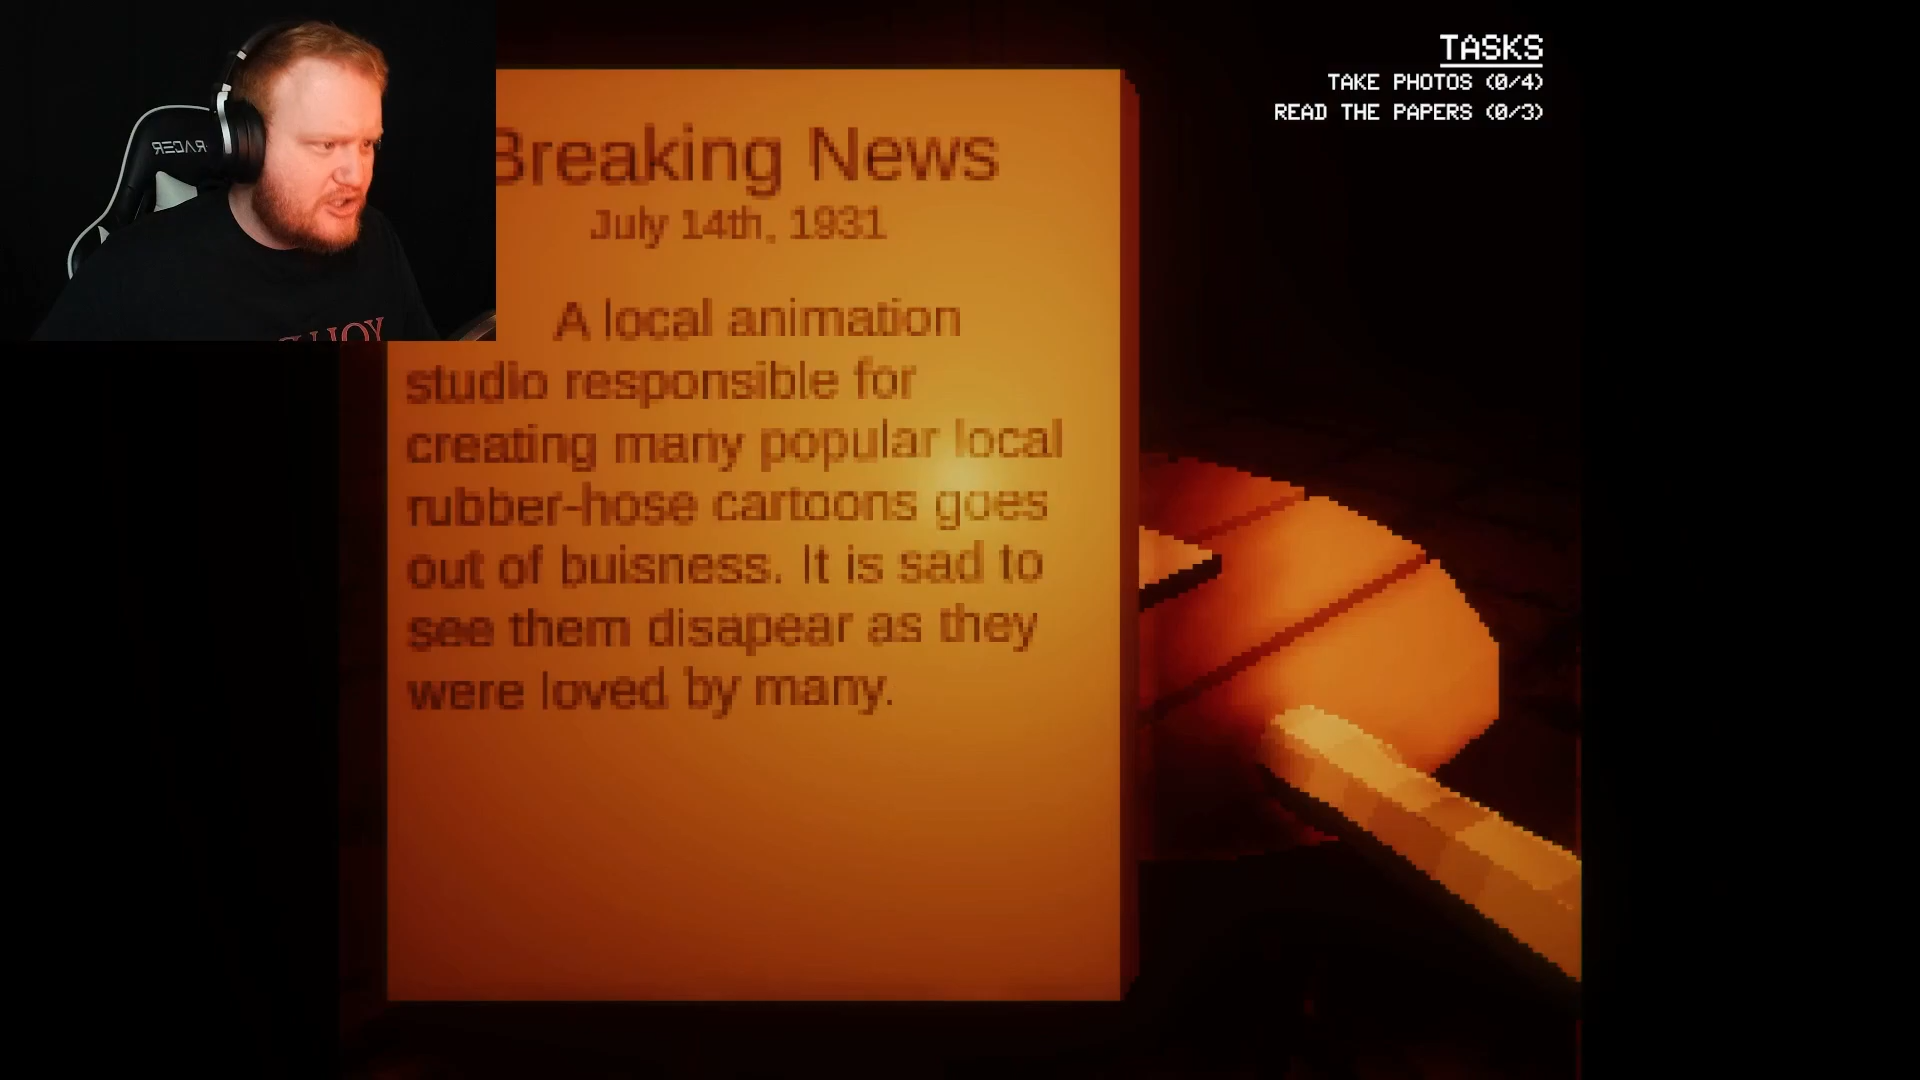 TASKS
TAKE PHOTOS (0/4)
READ THE PAPERS (0/3)
RACER
Breaking News
July 14th, 1931
A local animation
studio responsible for
creating many popular local
rubber-hose cartoons goes
out of buisness. It is sad to
see them disapear as they
were loved by many.